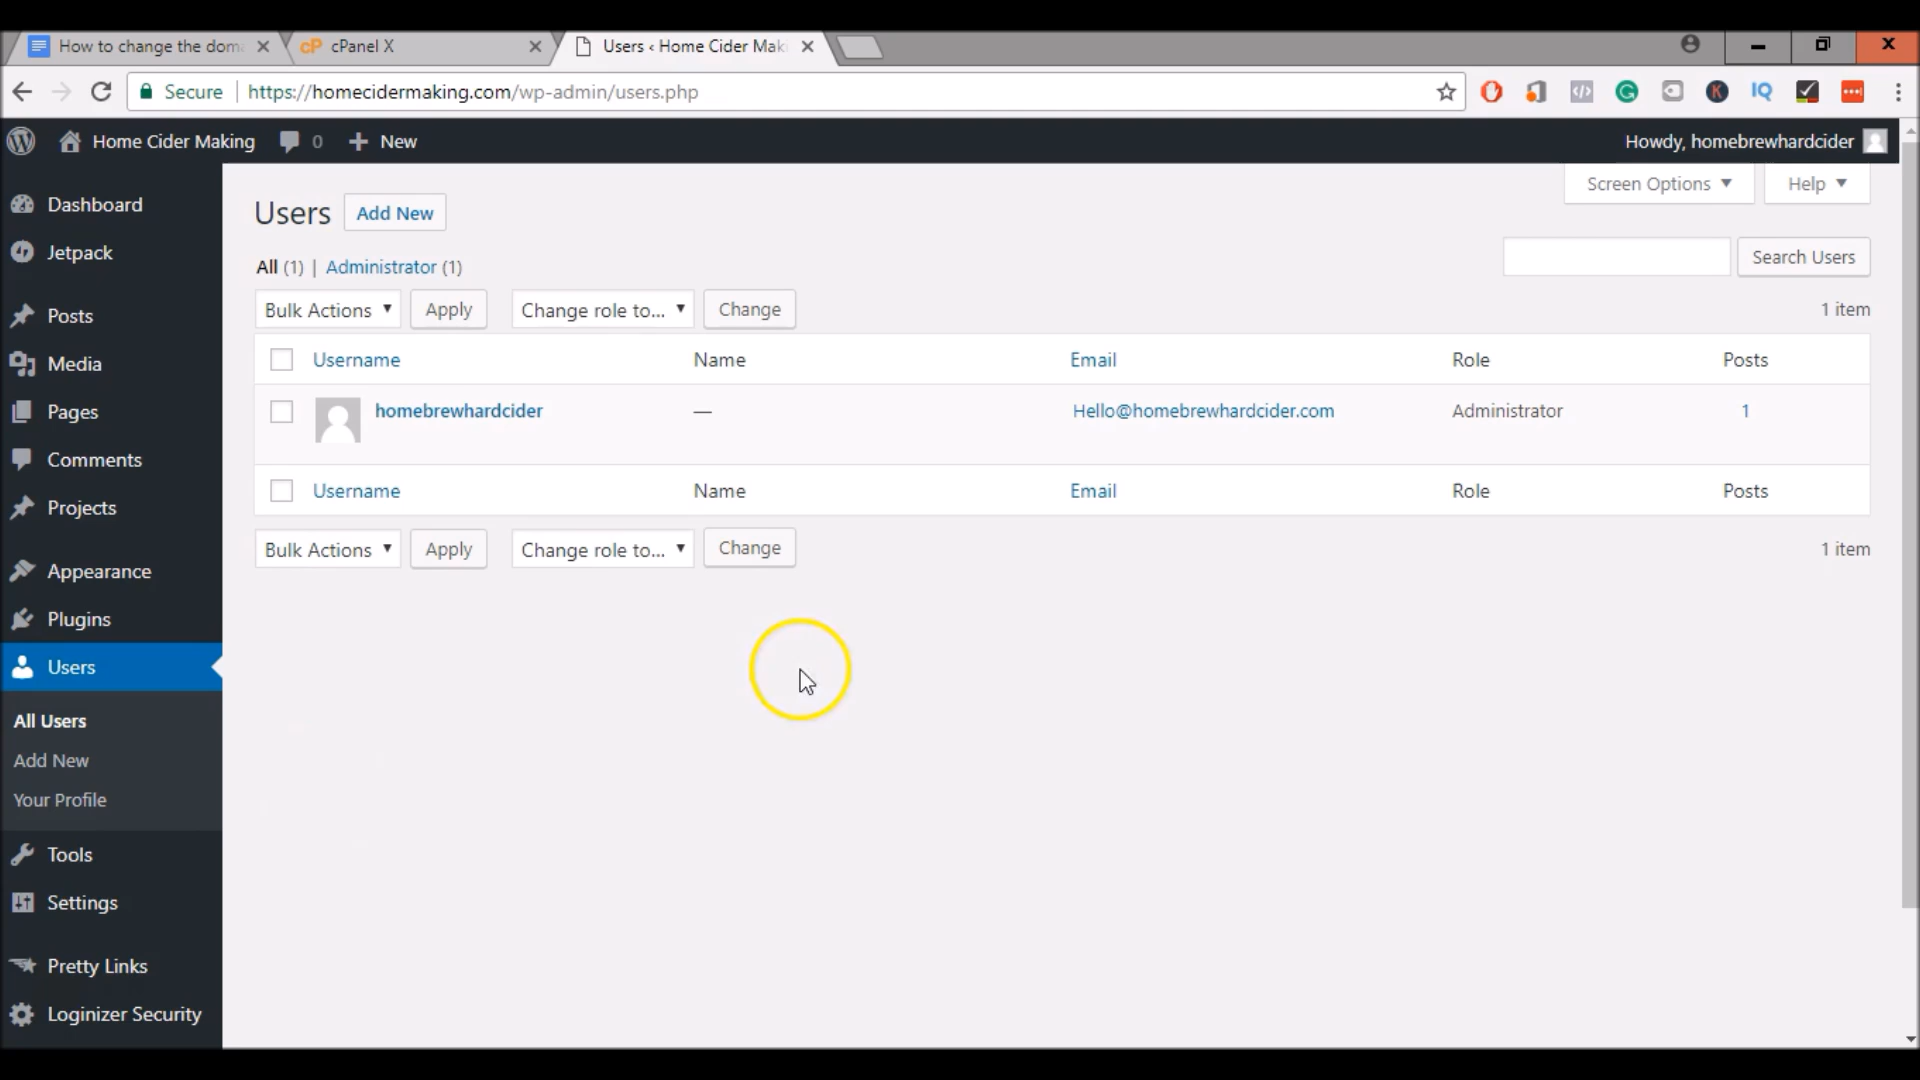 How to change the dom
cPanel X
Users ‹ Home Cider Mak
Secure
https://homecidermaking.com/wp-admin/users.php
Home Cider Making
0
New
Howdy, homebrewhardcider
Screen Options
Help
Dashboard
Jetpack
Posts
Media
Pages
Comments
Projects
Appearance
Plugins
Users
All Users
Add New
Your Profile
Tools
Settings
Pretty Links
Loginizer Security
Users
Add New
All (1) | Administrator (1)
Search Users
Bulk Actions
Apply
Change role to...
Change
1 item
Username Name Email Role Posts
homebrewhardcider — Hello@homebrewhardcider.com Administrator 1
Username Name Email Role Posts
Bulk Actions
Apply
Change role to...
Change
1 item